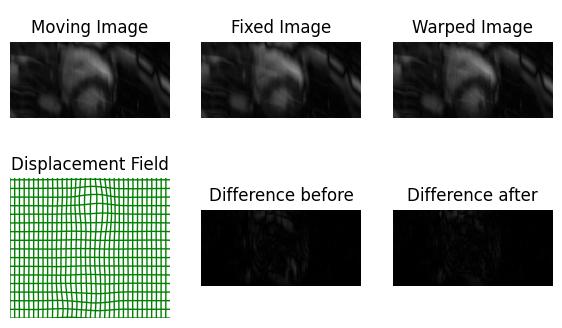 Moving Image
Fixed Image
Warped Image
Displacement Field
Difference before
Difference after